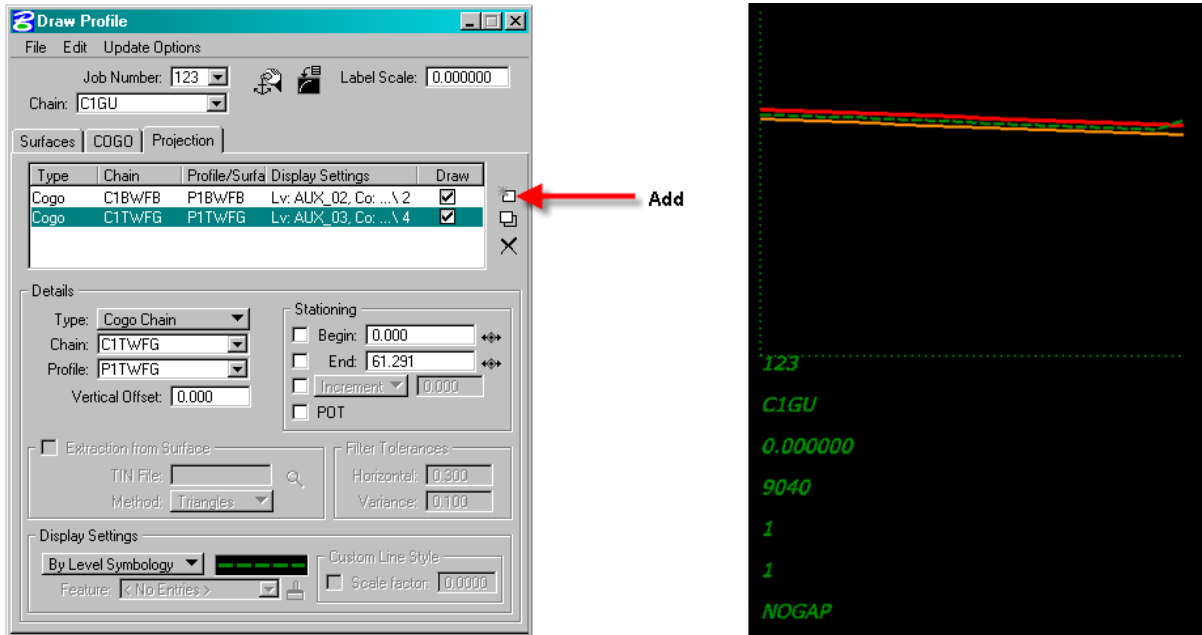 Draw Profile
File Edit Update Options
Job Number: 123 Label Scale: 0.000000
Chain: C1GU
Surfaces COGO Projection
Type Chain Profile/Surfa Display Settings Draw
Cogo C1BWFB P1BWFB Lv: AUX_02, Co: ...\ 2
Cogo C1TWFG P1TWFG Lv: AUX_03, Co: ...\ 4
Add
Details
Type: Cogo Chain
Chain: C1TWFG
Profile: P1TWFG
Vertical Offset: 0.000
Stationing
Begin: 0.000
End: 61.291
Increment 0.000
POT
Extraction from Surface
TIN File:
Method: Triangles
Filter Tolerances
Horizontal: 0.300
Variance: 0.100
Display Settings
By Level Symbology
Feature: < No Entries >
Custom Line Style
Scale factor: 0.0000
123
C1GU
0.000000
9040
1
1
NOGAP